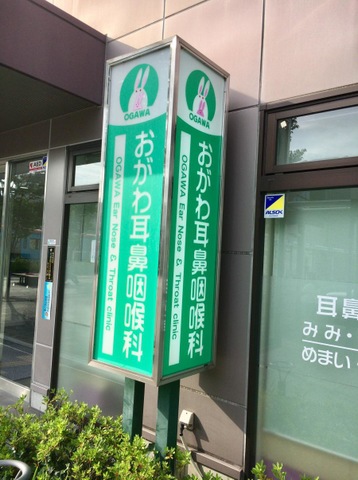 OGAWA
おがわ耳鼻咽喉科
OGAWA Ear Nose & Throat clinic
OGAWA
おがわ耳鼻咽喉科
OGAWA Ear Nose & Throat clinic
AED
ALSOK
耳鼻
みみ・
めまい